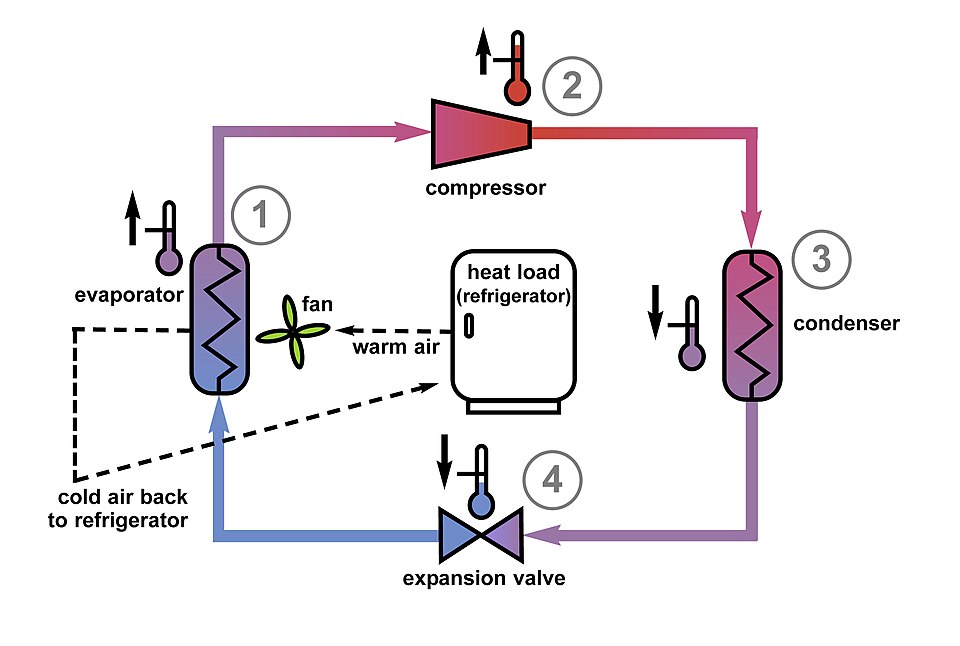 2
compressor
1
evaporator
fan
warm air
heat load
(refrigerator)
3
condenser
cold air back
to refrigerator
4
expansion valve